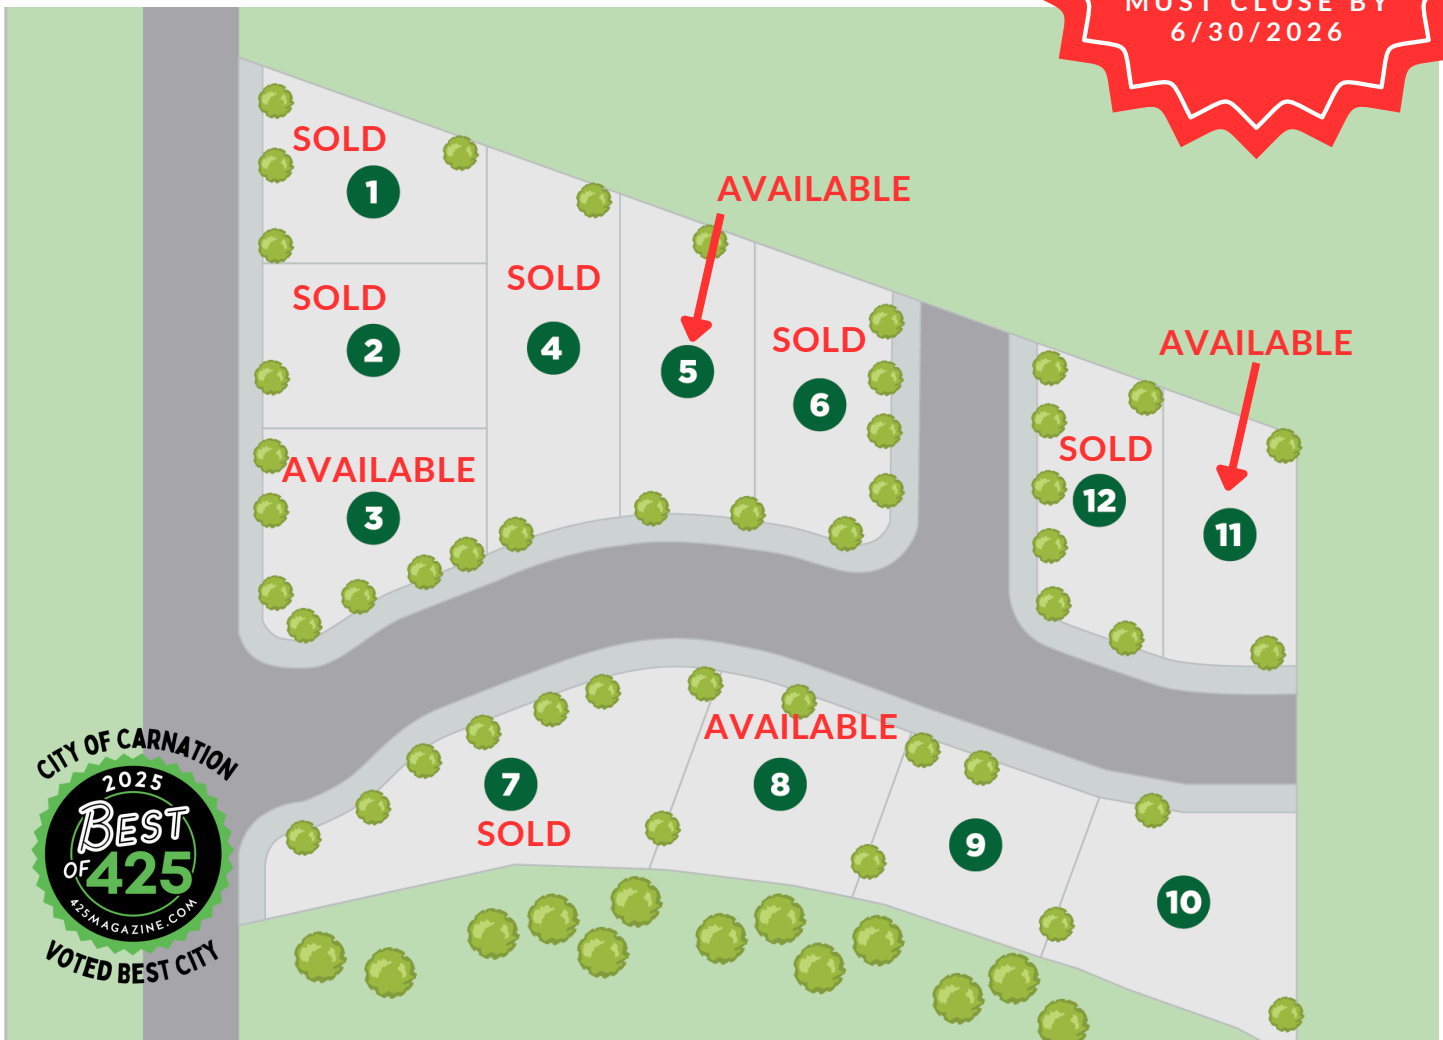 MUST CLOSE BY
6/30/2026
SOLD
1
AVAILABLE
SOLD
2
SOLD
4
5
SOLD
6
AVAILABLE
AVAILABLE
3
SOLD
12
11
7
SOLD
AVAILABLE
8
9
10
CITY OF CARNATION
2025
BEST
OF 425
425MAGAZINE.COM
VOTED BEST CITY